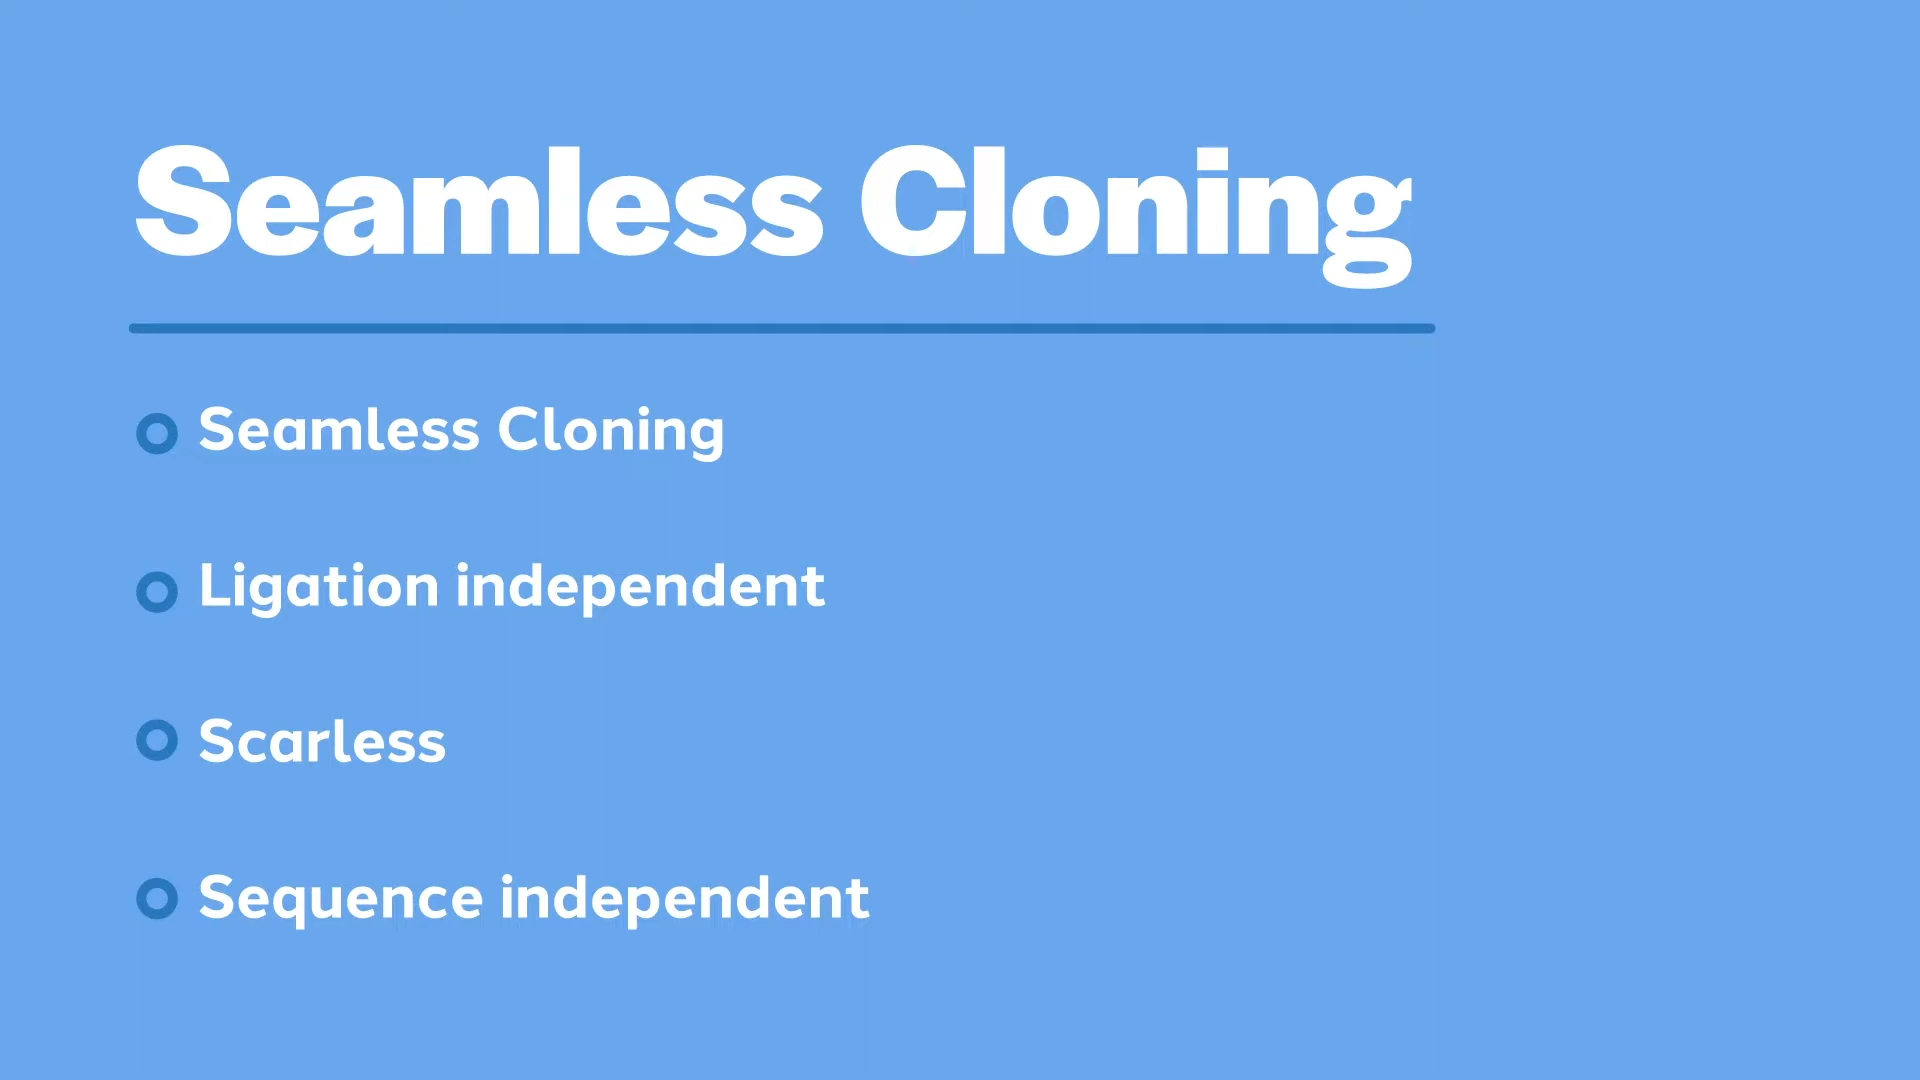 Seamless Cloning
Seamless Cloning
Ligation independent
Scarless
Sequence independent